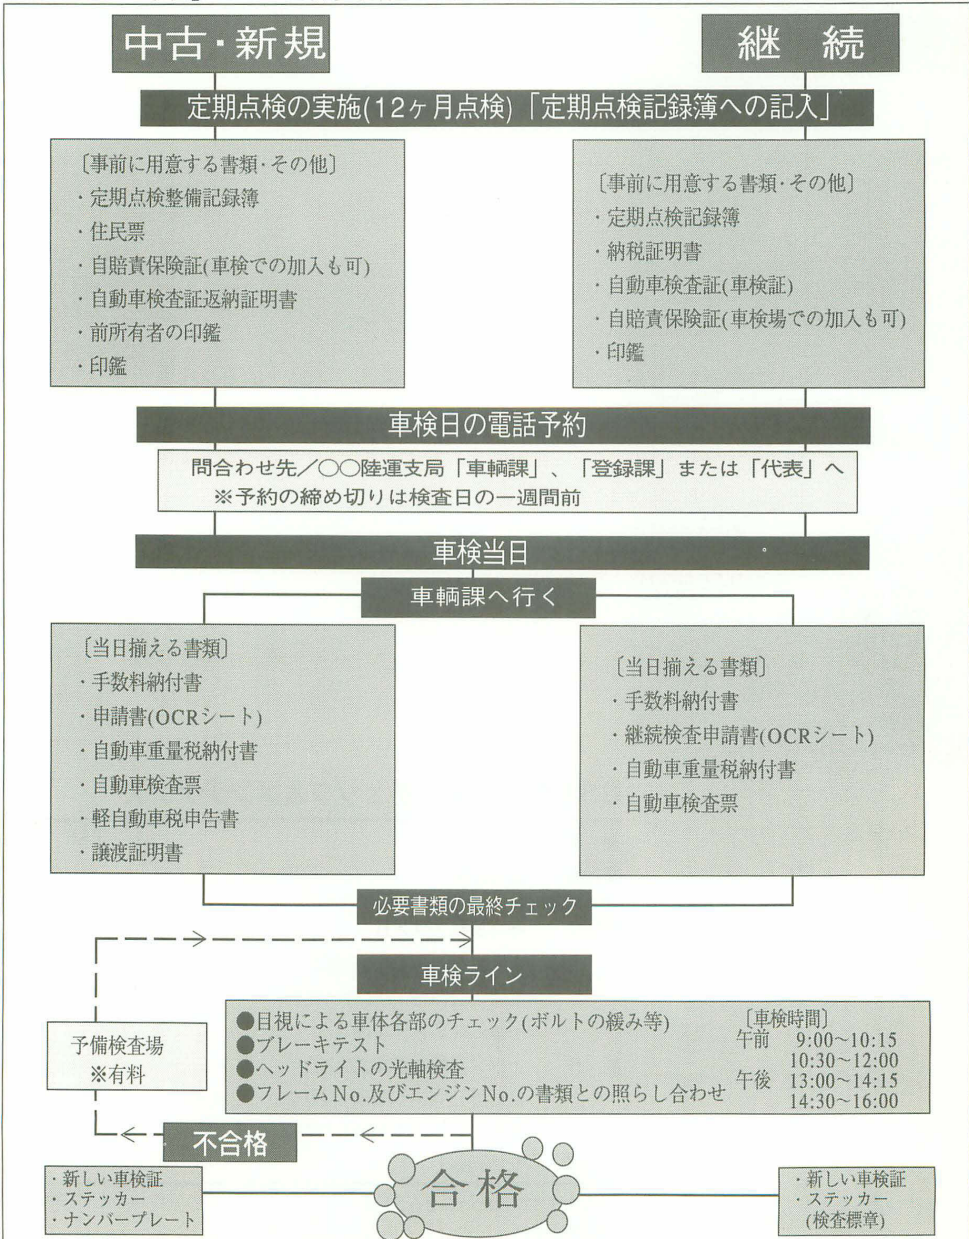 中古・新規
継 続
定期点検の実施(12ヶ月点検)「定期点検記録簿への記入」
〔事前に用意する書類・その他〕
・定期点検整備記録簿
・住民票
・自賠責保険証(車検での加入も可)
・自動車検査証返納証明書
・前所有者の印鑑
・印鑑
〔事前に用意する書類・その他〕
・定期点検記録簿
・納税証明書
・自動車検査証(車検証)
・自賠責保険証(車検場での加入も可)
・印鑑
車検日の電話予約
問合わせ先/〇〇陸運支局「車輌課」、「登録課」または「代表」へ
※予約の締め切りは検査日の一週間前
車検当日
車輌課へ行く
〔当日揃える書類〕
・手数料納付書
・申請書(OCRシート)
・自動車重量税納付書
・自動車検査票
・軽自動車税申告書
・譲渡証明書
〔当日揃える書類〕
・手数料納付書
・継続検査申請書(OCRシート)
・自動車重量税納付書
・自動車検査票
必要書類の最終チェック
車検ライン
●目視による車体各部のチェック(ボルトの緩み等)
●ブレーキテスト
●ヘッドライトの光軸検査
●フレームNo.及びエンジンNo.の書類との照らし合わせ
〔車検時間〕
午前 9:00~10:15
10:30~12:00
午後 13:00~14:15
14:30~16:00
予備検査場
※有料
不合格
合格
・新しい車検証
・ステッカー
・ナンバープレート
・新しい車検証
・ステッカー
(検査標章)